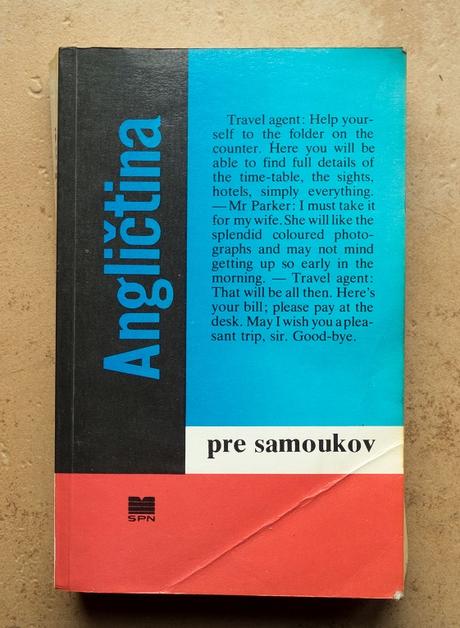 Angličtina
Travel agent: Help your-
self to the folder on the
counter. Here you will be
able to find full details of
the time-table, the sights,
hotels, simply everything.
— Mr Parker: I must take it
for my wife. She will like the
splendid coloured photo-
graphs and may not mind
getting up so early in the
morning. — Travel agent:
That will be all then. Here's
your bill; please pay at the
desk. May I wish you a plea-
sant trip, sir. Good-bye.
pre samoukov
SPN